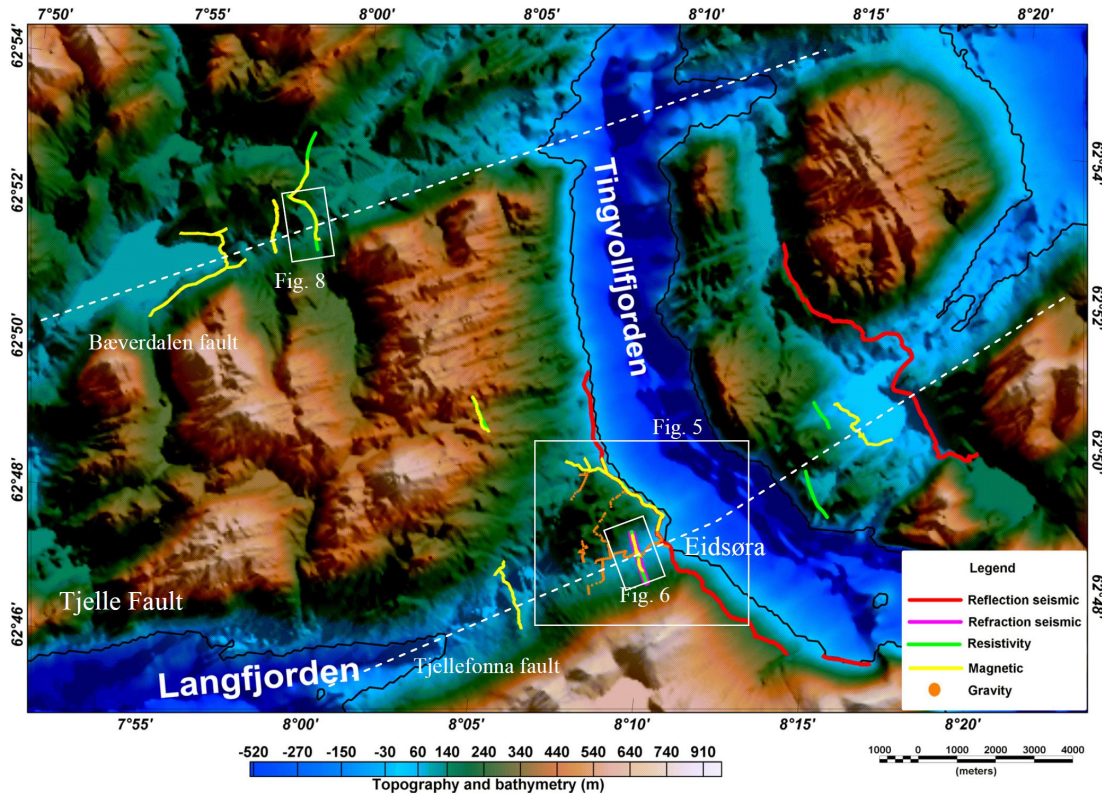 7°50' 7°55' 8°00' 8°05' 8°10' 8°15' 8°20'
62°54'
62°52'
62°50'
62°48'
62°46'
62°54'
62°52'
62°50'
62°48'
Tingvollfjorden
Fig. 8
Bæverdalen fault
Fig. 5
Eidsøra
Fig. 6
Tjelle Fault
Tjellefonna fault
Langfjorden
Legend
Reflection seismic
Refraction seismic
Resistivity
Magnetic
Gravity
7°55' 8°00' 8°05' 8°10' 8°15' 8°20'
-520 -270 -150 -30 60 140 240 340 440 540 640 740 910
Topography and bathymetry (m)
1000 0 1000 2000 3000 4000
(meters)